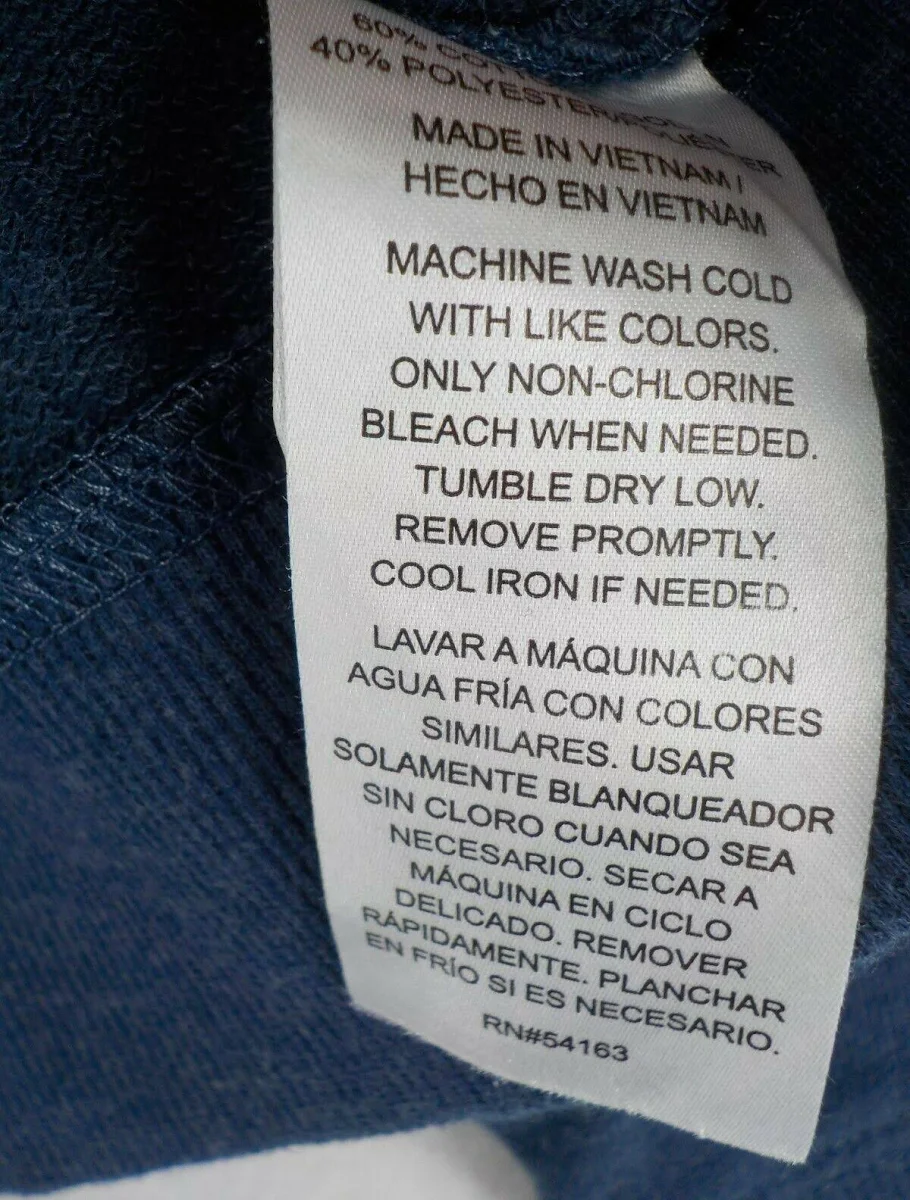 60%
40% POLYESTER/POLIÉSTER
MADE IN VIETNAM /
HECHO EN VIETNAM
MACHINE WASH COLD
WITH LIKE COLORS.
ONLY NON-CHLORINE
BLEACH WHEN NEEDED.
TUMBLE DRY LOW.
REMOVE PROMPTLY.
COOL IRON IF NEEDED.
LAVAR A MÁQUINA CON
AGUA FRÍA CON COLORES
SIMILARES. USAR
SOLAMENTE BLANQUEADOR
SIN CLORO CUANDO SEA
NECESARIO. SECAR A
MÁQUINA EN CICLO
DELICADO. REMOVER
RÁPIDAMENTE. PLANCHAR
EN FRÍO SI ES NECESARIO.
RN#54163